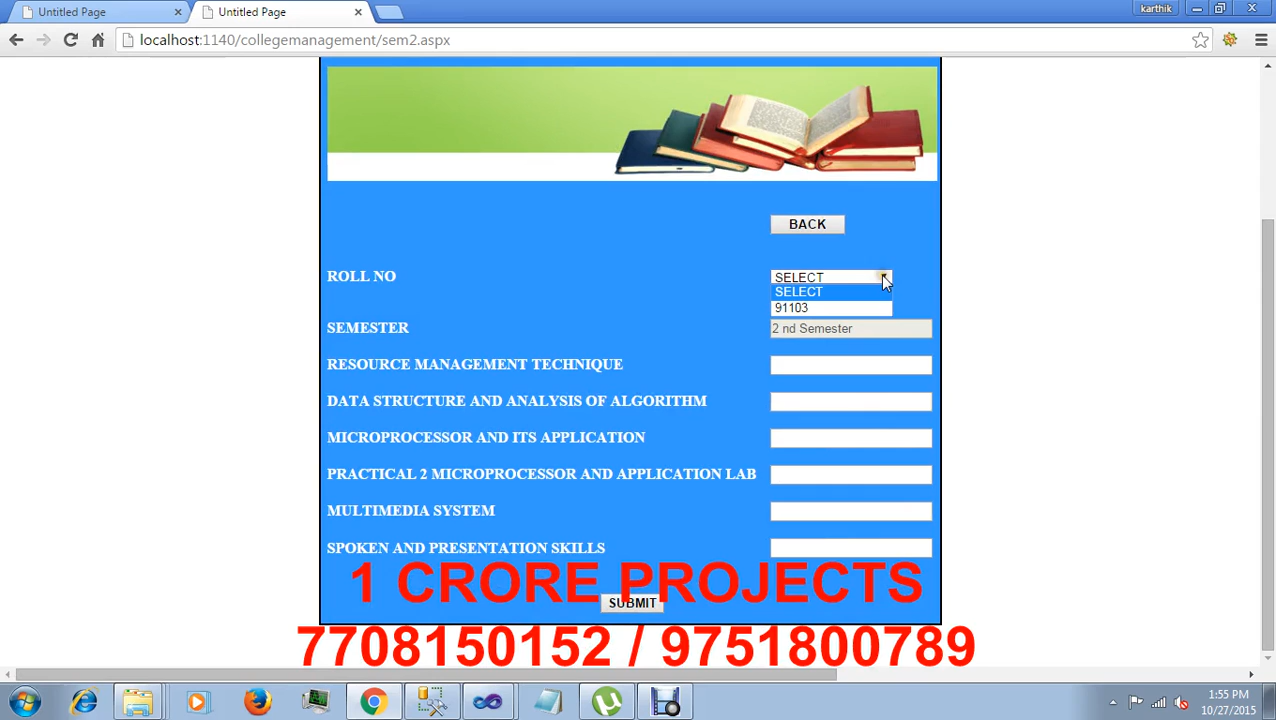 Untitled Page
Untitled Page
karthik
localhost:1140/collegemanagement/sem2.aspx
BACK
ROLL NO
SELECT
SELECT
91103
SEMESTER
2 nd Semester
RESOURCE MANAGEMENT TECHNIQUE
DATA STRUCTURE AND ANALYSIS OF ALGORITHM
MICROPROCESSOR AND ITS APPLICATION
PRACTICAL 2 MICROPROCESSOR AND APPLICATION LAB
MULTIMEDIA SYSTEM
SPOKEN AND PRESENTATION SKILLS
1 CRORE PROJECTS
SUBMIT
7708150152 / 9751800789
1:55 PM
10/27/2015